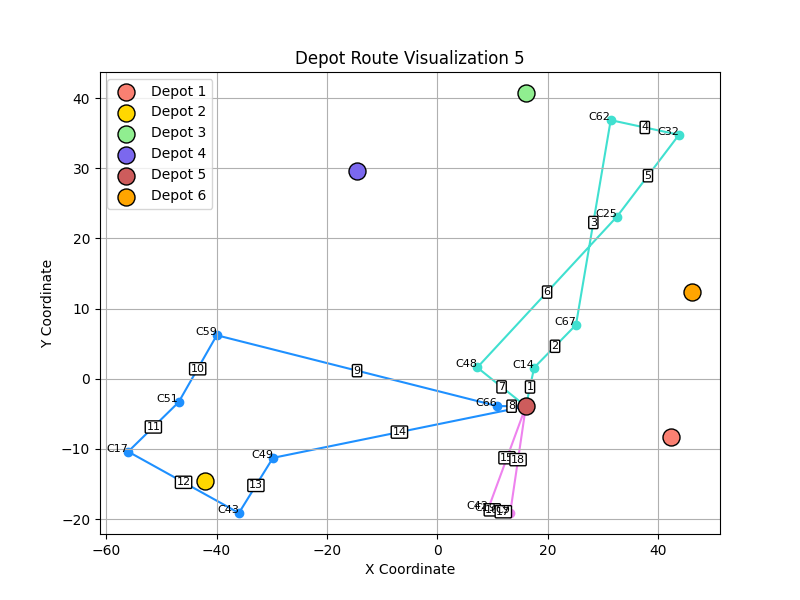 Depot Route Visualization 5
Depot 1
Depot 2
Depot 3
Depot 4
Depot 5
Depot 6
Y Coordinate
40
30
20
10
0
−10
−20
−60
−40
−20
0
20
40
X Coordinate
C62
4
C32
5
C25
3
6
C67
2
C59
10
9
C48
C14
7
1
C51
C66
8
11
14
C17
C49
15
18
12
13
C43
C42
17